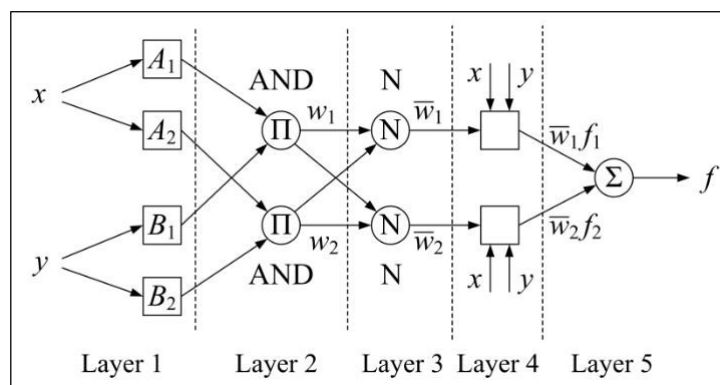 A₁
AND
N
x y
x
A₂
Π
w₁
N
w̅₁
w̅₁f₁
Σ
f
B₁
y
Π
w₂
N
w̅₂
w̅₂f₂
B₂
AND
N
x y
Layer 1 Layer 2 Layer 3 Layer 4 Layer 5